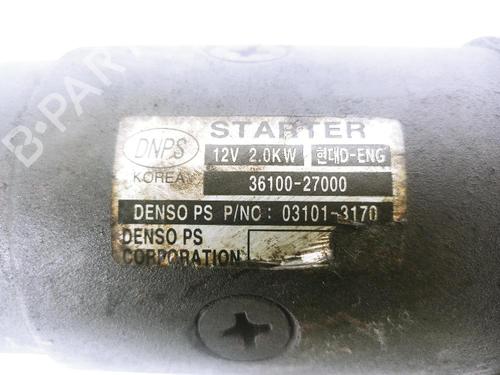 STARTER
DNPS
12V 2.0KW 현대D-ENG
KOREA
36100-27000
DENSO PS P/NO: 03101-3170
DENSO PS
CORPORATION
B-PARTS